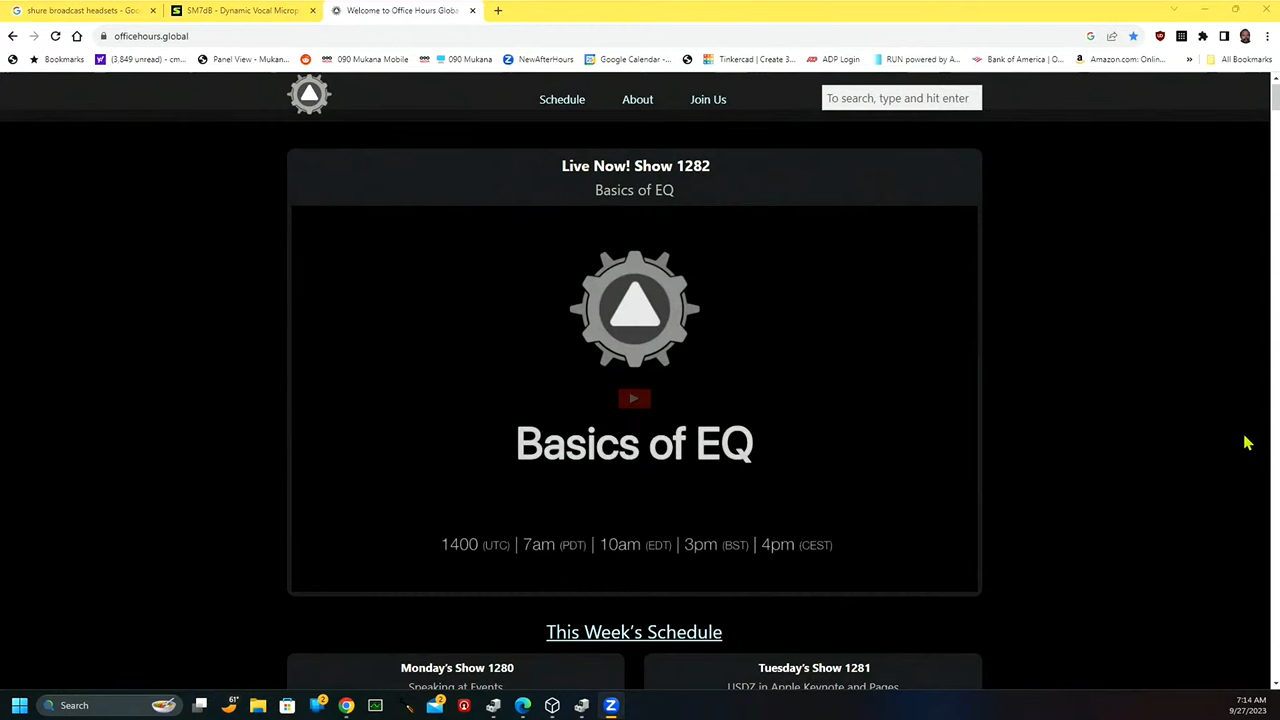 shure broadcast headsets - Goo
SM7dB - Dynamic Vocal Microp
Welcome to Office Hours Globa
officehours.global
Bookmarks
(3,849 unread) - cm...
Panel View - Mukan...
090 Mukana Mobile
090 Mukana
NewAfterHours
Google Calendar -...
Tinkercad | Create 3...
ADP Login
RUN powered by A...
Bank of America | O...
Amazon.com: Onlin...
»
All Bookmarks
Schedule
About
Join Us
To search, type and hit enter
Live Now! Show 1282
Basics of EQ
Basics of EQ
1400 (UTC) | 7am (PDT) | 10am (EDT) | 3pm (BST) | 4pm (CEST)
This Week's Schedule
Monday's Show 1280
Tuesday's Show 1281
Speaking at Events
USDZ in Apple Keynote and Pages
Search
2
2
61°
7:14 AM
9/27/2023